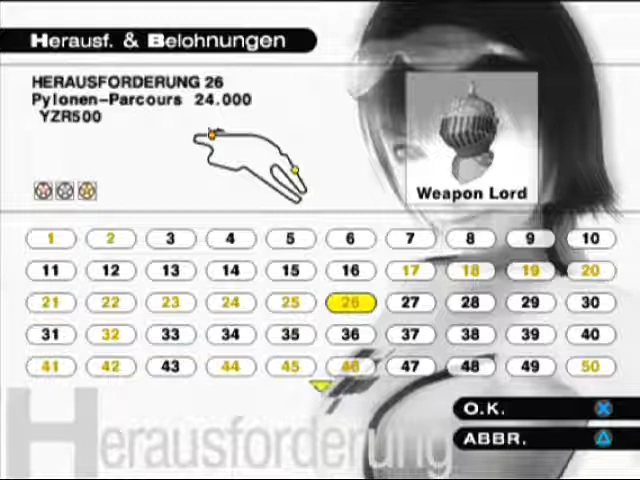 Herausf. & Belohnungen
HERAUSFORDERUNG 26
Pylonen-Parcours 24.000
YZR500
Weapon Lord
1 2 3 4 5 6 7 8 9 10
11 12 13 14 15 16 17 18 19 20
21 22 23 24 25 26 27 28 29 30
31 32 33 34 35 36 37 38 39 40
41 42 43 44 45 46 47 48 49 50
O.K.
ABBR.
Herausforderung